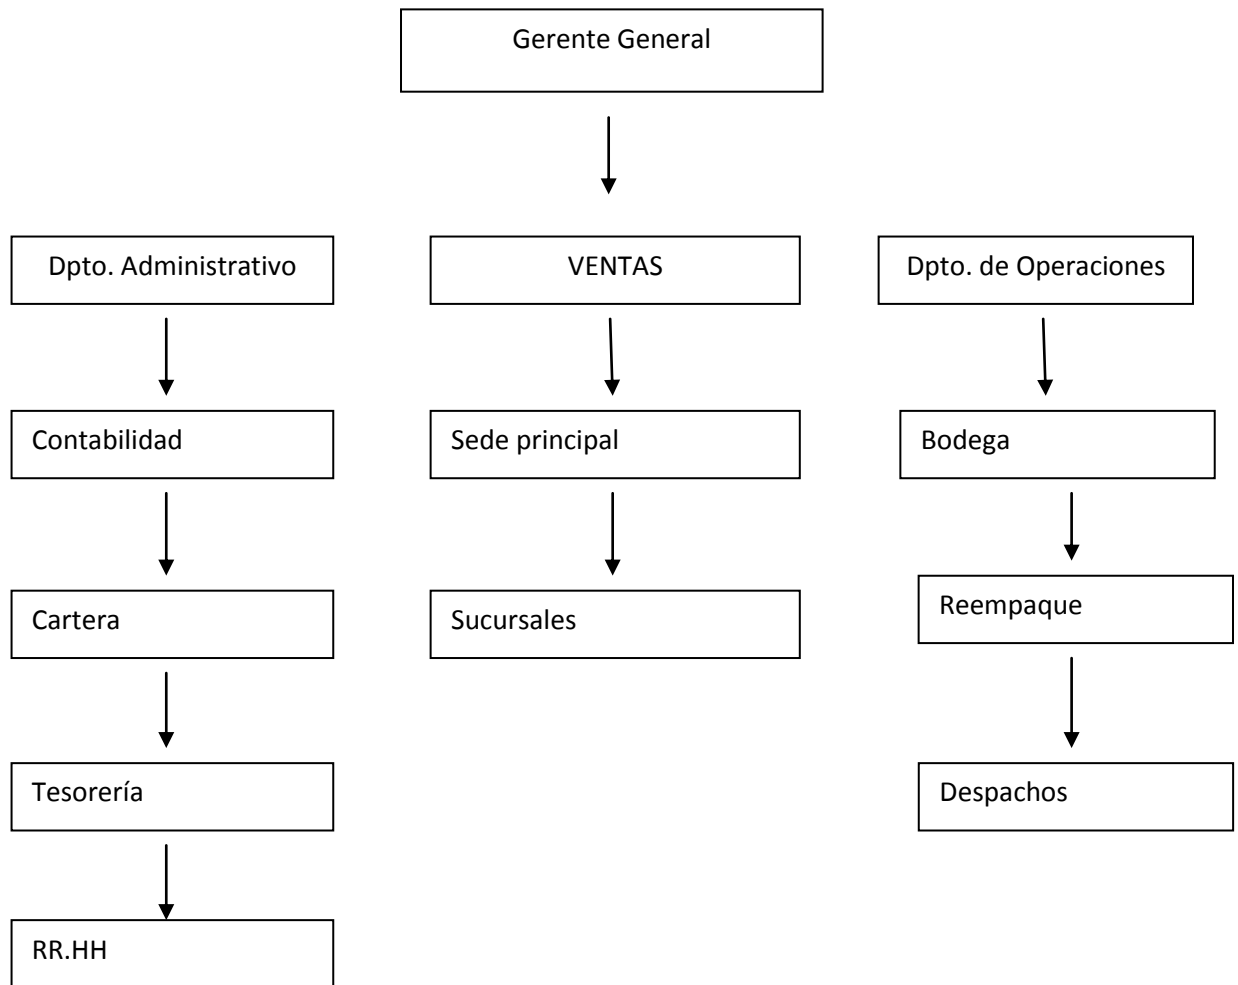 Gerente General
Dpto. Administrativo
VENTAS
Dpto. de Operaciones
Contabilidad
Sede principal
Bodega
Cartera
Sucursales
Reempaque
Tesorería
Despachos
RR.HH